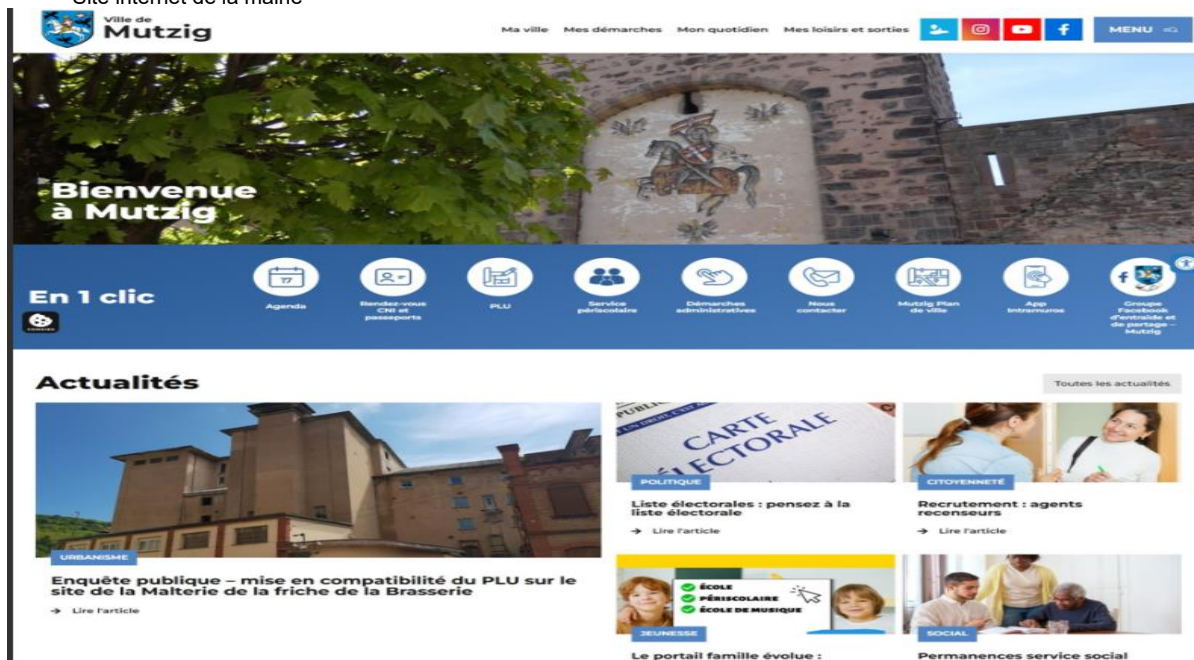 Site internet de la mairie
Ville de
Mutzig
Ma ville Mes démarches Mon quotidien Mes loisirs et sorties
MENU
Bienvenue
à Mutzig
En 1 clic
17
Agenda
Rendez-vous
CNI et
passeports
PLU
Service
périscolaire
Démarches
administratives
Nous
contacter
Mutzig Plan
de ville
App
Intramuros
Groupe
Facebook
d'entraide et
de partage –
Mutzig
Actualités
Toutes les actualités
URBANISME
Enquête publique – mise en compatibilité du PLU sur le
site de la Malterie de la friche de la Brasserie
→ Lire l'article
CARTE
ÉLECTORALE
POLITIQUE
Liste électorales : pensez à la
liste électorale
→ Lire l'article
CITOYENNETÉ
Recrutement : agents
recenseurs
→ Lire l'article
ÉCOLE
PÉRISCOLAIRE
ÉCOLE DE MUSIQUE
JEUNESSE
Le portail famille évolue :
SOCIAL
Permanences service social